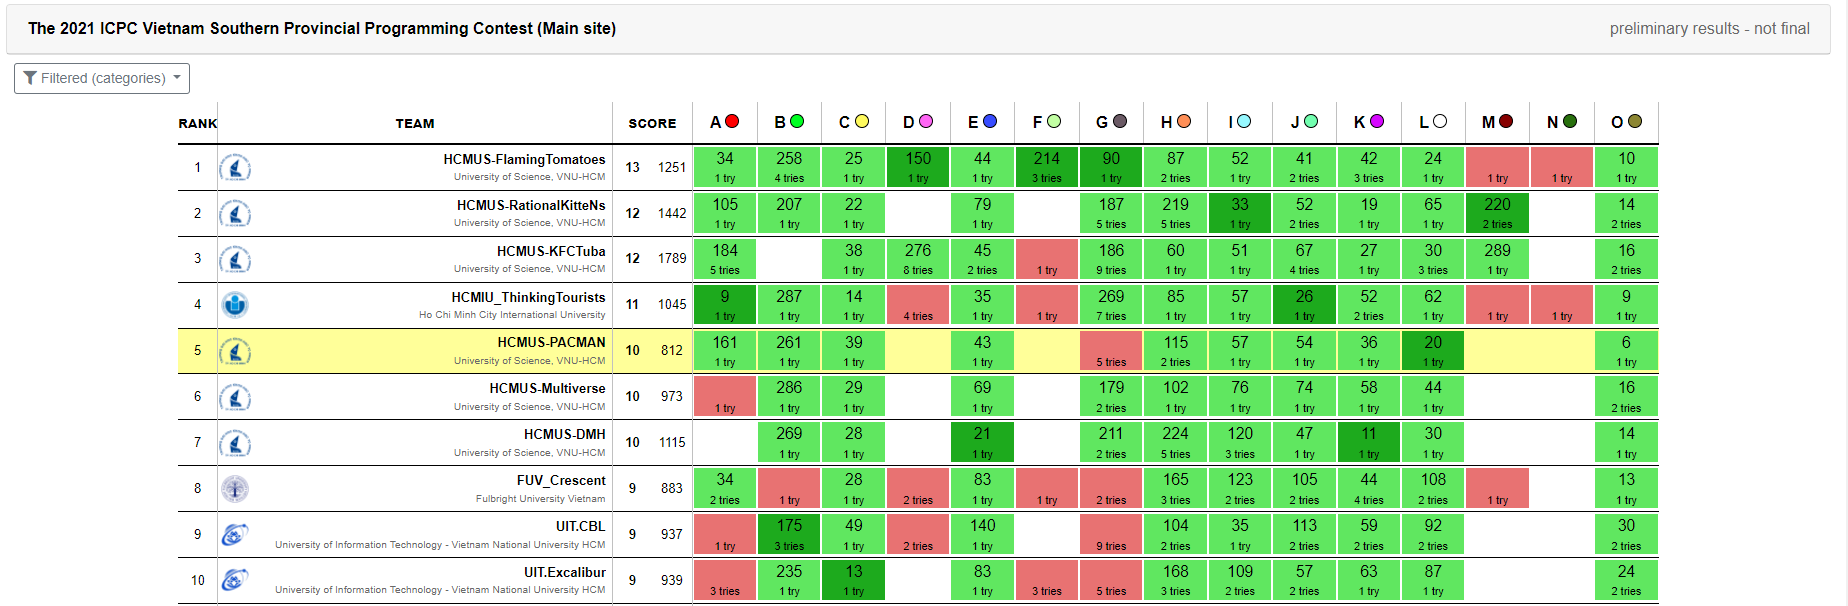 The 2021 ICPC Vietnam Southern Provincial Programming Contest (Main site) preliminary results - not final
Filtered (categories)
RANK TEAM SCORE A B C D E F G H I J K L M N O
1 HCMUS-FlamingTomatoes 13 1251 34 258 25 150 44 214 90 87 52 41 42 24 10
University of Science, VNU-HCM 1 try 4 tries 1 try 1 try 1 try 3 tries 1 try 2 tries 1 try 2 tries 3 tries 1 try 1 try 1 try 1 try
2 HCMUS-RationalKitteNs 12 1442 105 207 22 79 187 219 33 52 19 65 220 14
University of Science, VNU-HCM 1 try 1 try 1 try 1 try 5 tries 5 tries 1 try 2 tries 1 try 1 try 2 tries 2 tries
3 HCMUS-KFCTuba 12 1789 184 38 276 45 186 60 51 67 27 30 289 16
University of Science, VNU-HCM 5 tries 1 try 8 tries 2 tries 1 try 9 tries 1 try 1 try 4 tries 1 try 3 tries 1 try 2 tries
4 HCMIU_ThinkingTourists 11 1045 9 287 14 35 269 85 57 26 52 62 9
Ho Chi Minh City International University 1 try 1 try 1 try 4 tries 1 try 1 try 7 tries 1 try 1 try 1 try 2 tries 1 try 1 try 1 try 1 try
5 HCMUS-PACMAN 10 812 161 261 39 43 115 57 54 36 20 6
University of Science, VNU-HCM 1 try 1 try 1 try 1 try 5 tries 2 tries 1 try 1 try 1 try 1 try 1 try
6 HCMUS-Multiverse 10 973 286 29 69 179 102 76 74 58 44 16
University of Science, VNU-HCM 1 try 1 try 1 try 1 try 2 tries 1 try 1 try 1 try 1 try 1 try 2 tries
7 HCMUS-DMH 10 1115 269 28 21 211 224 120 47 11 30 14
University of Science, VNU-HCM 1 try 1 try 1 try 2 tries 5 tries 3 tries 1 try 1 try 1 try 1 try
8 FUV_Crescent 9 883 34 28 83 165 123 105 44 108 13
Fulbright University Vietnam 2 tries 1 try 1 try 2 tries 1 try 1 try 2 tries 3 tries 2 tries 2 tries 4 tries 2 tries 1 try 1 try
9 UIT.CBL 9 937 175 49 140 104 35 113 59 92 30
University of Information Technology - Vietnam National University HCM 1 try 3 tries 1 try 2 tries 1 try 9 tries 2 tries 1 try 2 tries 2 tries 2 tries 2 tries
10 UIT.Excalibur 9 939 235 13 83 168 109 57 63 87 24
University of Information Technology - Vietnam National University HCM 3 tries 1 try 1 try 1 try 3 tries 5 tries 3 tries 2 tries 2 tries 1 try 1 try 2 tries